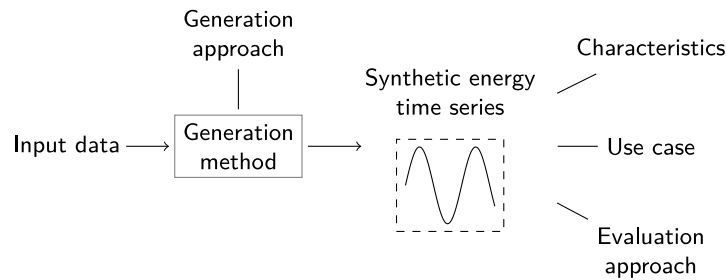 Generation
approach
Input data
Generation
method
Synthetic energy
time series
Characteristics
Use case
Evaluation
approach